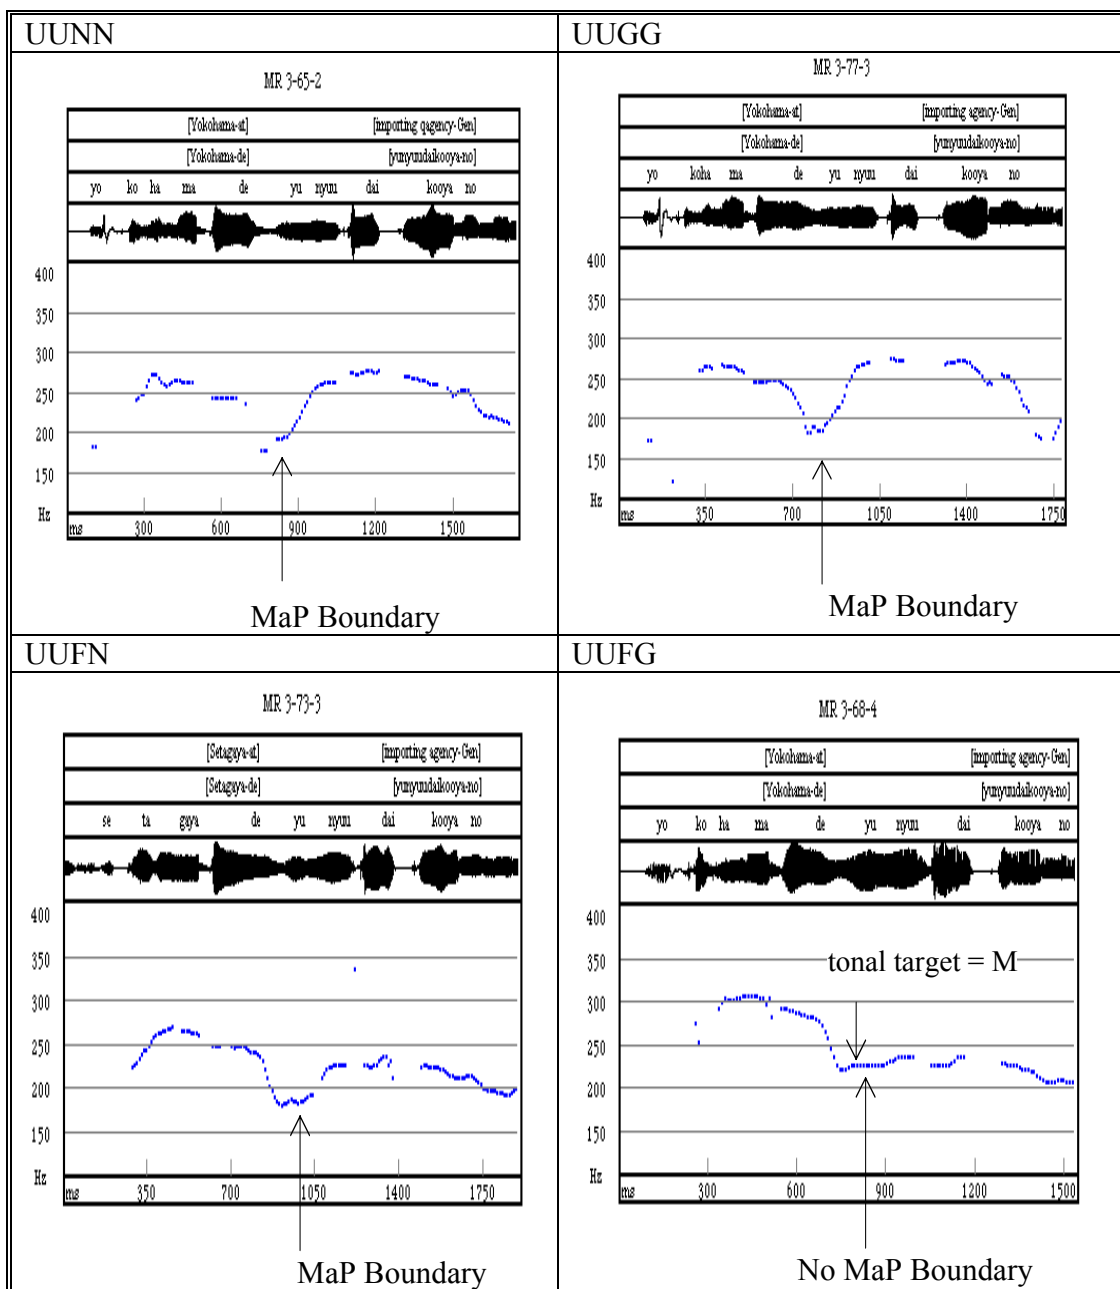 UUNN
MR 3-65-2
[Yokohama-at] [importing qagency-Gen]
[Yokohama-de] [yunyuudaikooya-no]
yo ko ha ma de yu nyuu dai kooya no
400
350
300
250
200
150
Hz
ms 300 600 900 1200 1500
MaP Boundary
UUGG
MR 3-77-3
[Yokohama-at] [importing agency-Gen]
[Yokohama-de] [yunyuudaikooya-no]
yo koha ma de yu nyuu dai kooya no
400
350
300
250
200
150
Hz
ms 350 700 1050 1400 1750
MaP Boundary
UUFN
MR 3-73-3
[Setagaya-at] [importing agency-Gen]
[Setagaya-de] [yunyuudaikooya-no]
se ta gaya de yu nyuu dai kooya no
400
350
300
250
200
150
Hz
ms 350 700 1050 1400 1750
MaP Boundary
UUFG
MR 3-68-4
[Yokohama-at] [importing agency-Gen]
[Yokohama-de] [yunyuudaikooya-no]
yo ko ha ma de yu nyuu dai kooya no
400
350
tonal target = M
300
250
200
150
Hz
ms 300 600 900 1200 1500
No MaP Boundary